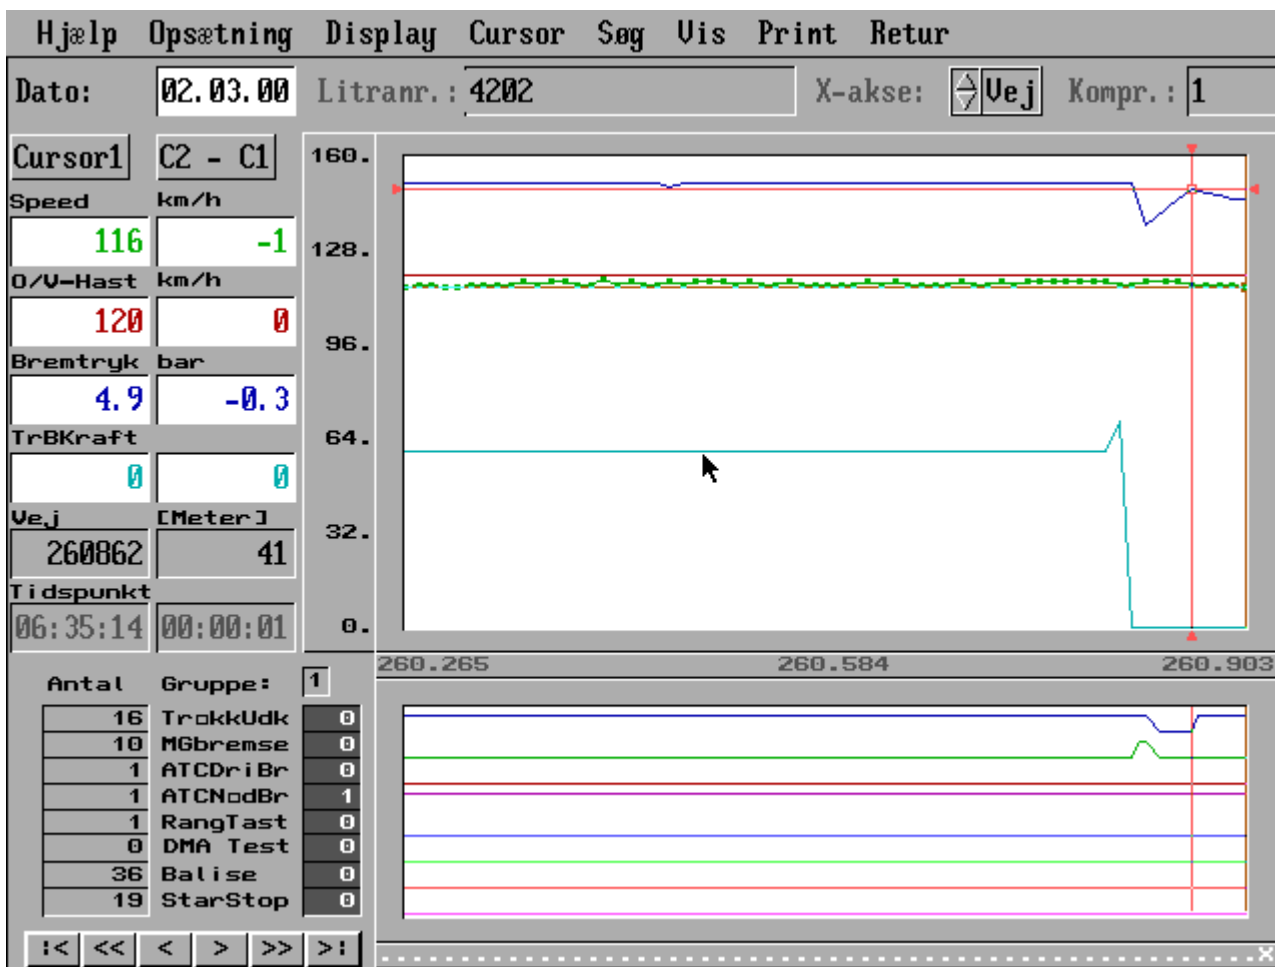 Hjælp Opsætning Display Cursor Søg Vis Print Retur
Dato: 02.03.00 Litranr.: 4202 X-akse: Vej Kompr.: 1
Cursor1 C2 - C1
Speed km/h
116 -1
O/V-Hast km/h
120 0
Bremtryk bar
4.9 -0.3
TrBKraft
0 0
Vej [Meter]
260862 41
Tidspunkt
06:35:14 00:00:01
160.
128.
96.
64.
32.
0.
260.265 260.584 260.903
Antal Gruppe: 1
16 Tr□kkUdk 0
10 MGbremse 0
1 ATCDriBr 0
1 ATCN□dBr 1
1 RangTast 0
0 DMA Test 0
36 Balise 0
19 StarStop 0
|< << < > >> >|
x